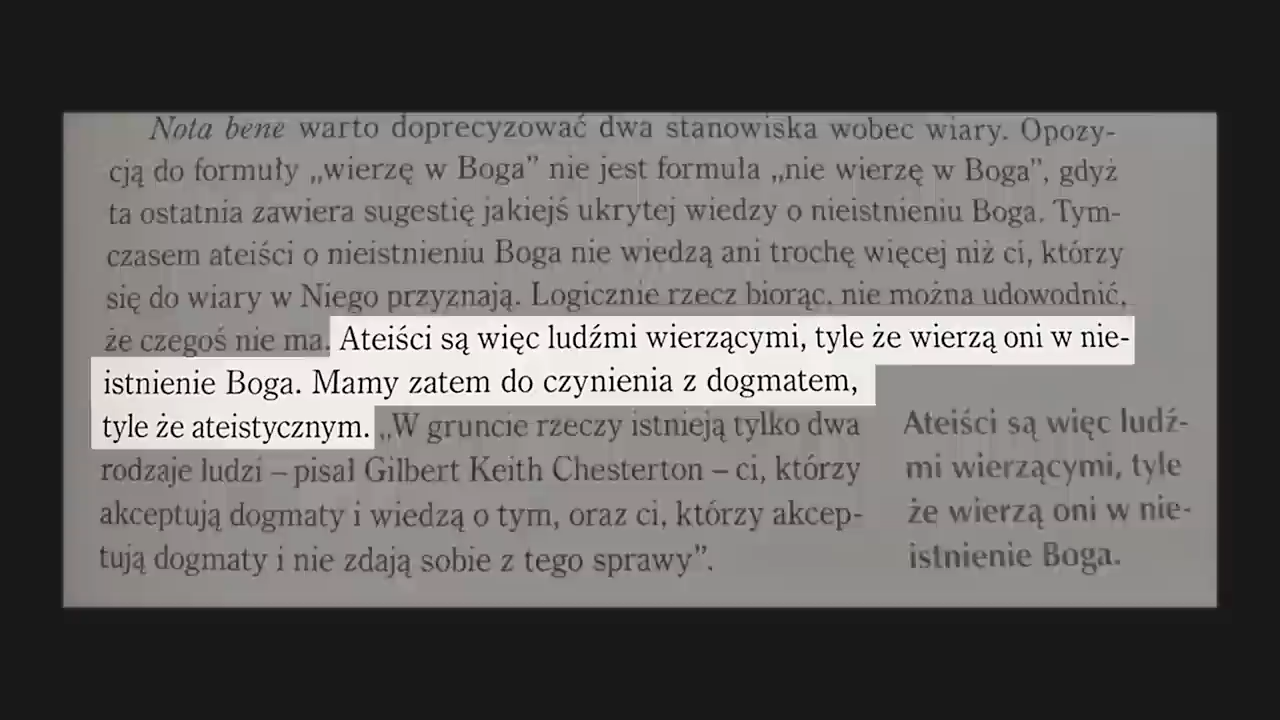 Nota bene warto doprecyzować dwa stanowiska wobec wiary. Opozy-
cją do formuły „wierzę w Boga” nie jest formuła „nie wierzę w Boga”, gdyż
ta ostatnia zawiera sugestię jakiejś ukrytej wiedzy o nieistnieniu Boga. Tym-
czasem ateiści o nieistnieniu Boga nie wiedzą ani trochę więcej niż ci, którzy
się do wiary w Niego przyznają. Logicznie rzecz biorąc, nie można udowodnić,
że czegoś nie ma. Ateiści są więc ludźmi wierzącymi, tyle że wierzą oni w nie-
istnienie Boga. Mamy zatem do czynienia z dogmatem,
tyle że ateistycznym. „W gruncie rzeczy istnieją tylko dwa
rodzaje ludzi – pisał Gilbert Keith Chesterton – ci, którzy
akceptują dogmaty i wiedzą o tym, oraz ci, którzy akcep-
tują dogmaty i nie zdają sobie z tego sprawy”.
Ateiści są więc ludź-
mi wierzącymi, tyle
że wierzą oni w nie-
istnienie Boga.